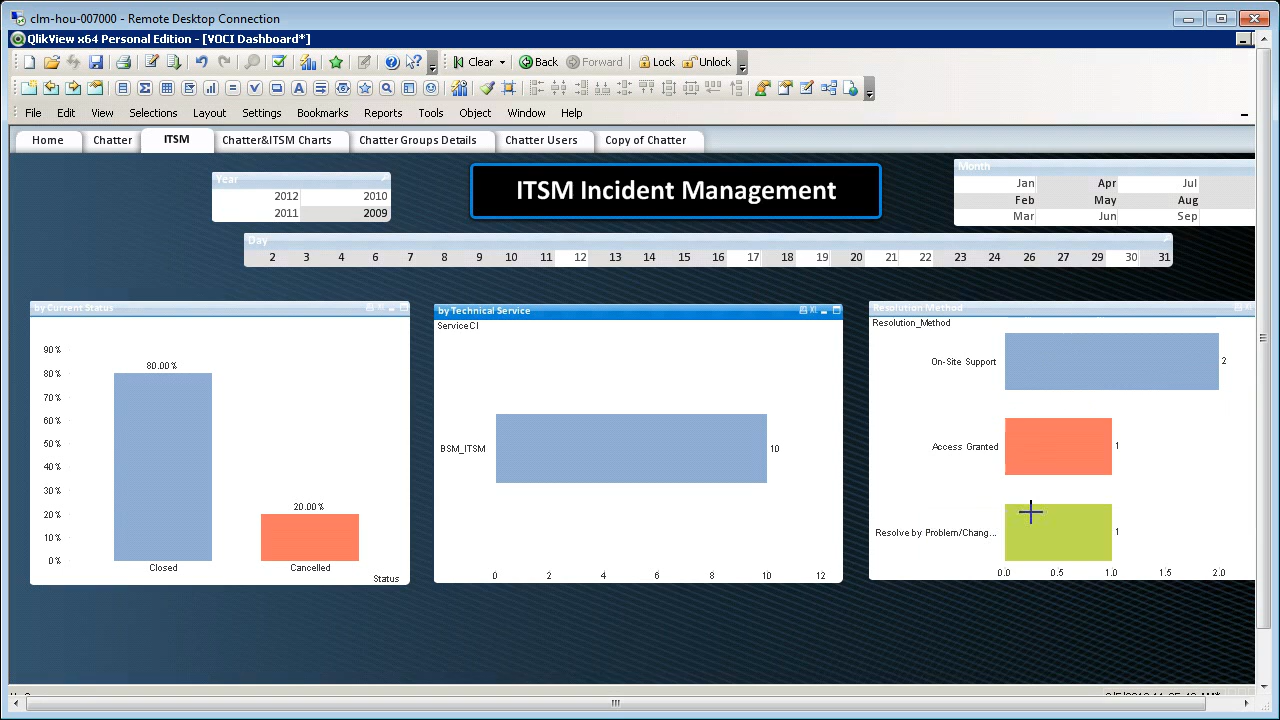 clm-hou-007000 - Remote Desktop Connection
QlikView x64 Personal Edition - [VOCI Dashboard*]
Clear Back Forward Lock Unlock
File Edit View Selections Layout Settings Bookmarks Reports Tools Object Window Help
Home Chatter ITSM Chatter&ITSM Charts Chatter Groups Details Chatter Users Copy of Chatter
Year
2012 2010
2011 2009
ITSM Incident Management
Month
Jan Apr Jul
Feb May Aug
Mar Jun Sep
Day
2 3 4 6 7 8 9 10 11 12 13 14 15 16 17 18 19 20 21 22 23 24 25 26 27 29 30 31
by Current Status
90%
80%
70%
60%
50%
40%
30%
20%
10%
0%
80.00%
20.00%
Closed Cancelled
Status
by Technical Service XL
ServiceCI
BSM_ITSM 10
0 2 4 6 8 10 12
Resolution Method
Resolution_Method
On-Site Support 2
Access Granted 1
Resolve by Problem/Chang... 1
0.0 0.5 1.0 1.5 2.0